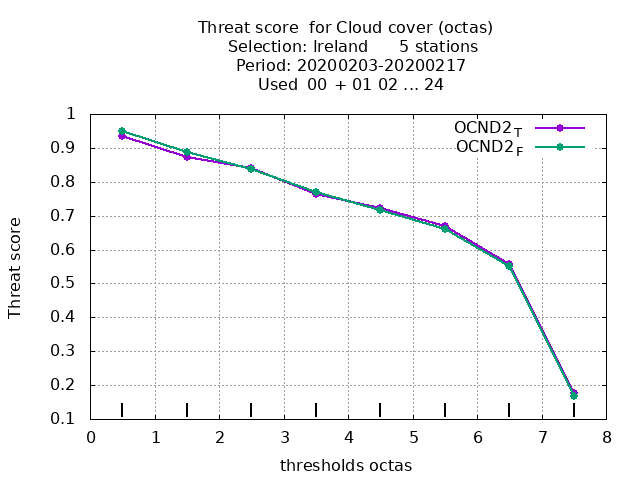 Threat score  for Cloud cover (octas)
Selection: Ireland      5 stations
Period: 20200203-20200217
Used  00  + 01 02 ... 24
OCND2_T
OCND2_F
Threat score
1
0.9
0.8
0.7
0.6
0.5
0.4
0.3
0.2
0.1
0 1 2 3 4 5 6 7 8
thresholds octas